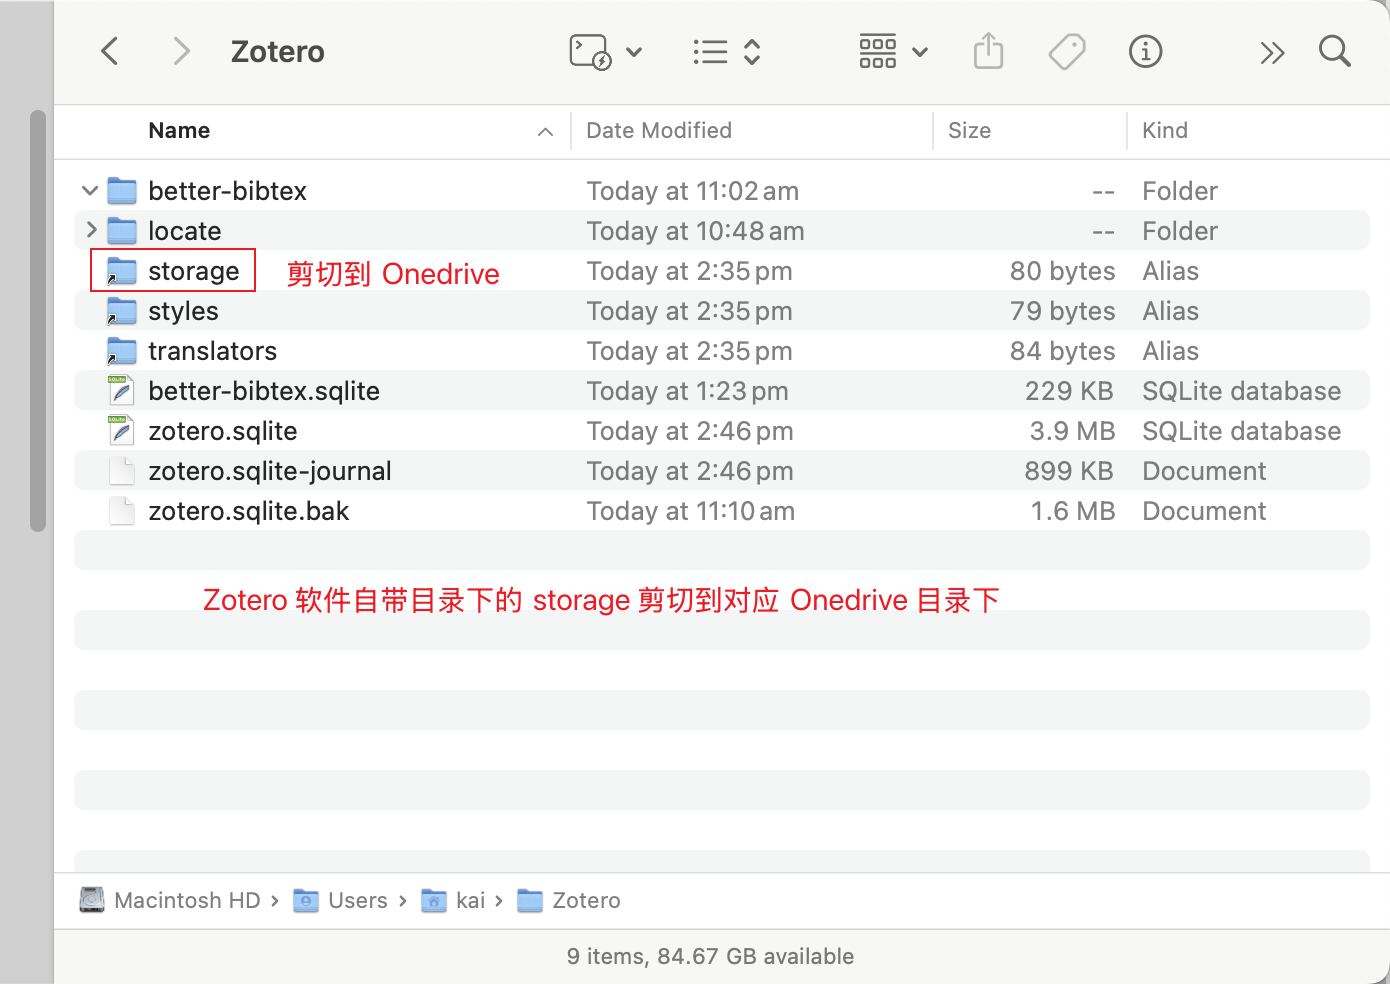 Zotero
Name Date Modified Size Kind
better-bibtex Today at 11:02 am -- Folder
locate Today at 10:48 am -- Folder
storage 剪切到 Onedrive Today at 2:35 pm 80 bytes Alias
styles Today at 2:35 pm 79 bytes Alias
translators Today at 2:35 pm 84 bytes Alias
better-bibtex.sqlite Today at 1:23 pm 229 KB SQLite database
zotero.sqlite Today at 2:46 pm 3.9 MB SQLite database
zotero.sqlite-journal Today at 2:46 pm 899 KB Document
zotero.sqlite.bak Today at 11:10 am 1.6 MB Document
Zotero 软件自带目录下的 storage 剪切到对应 Onedrive 目录下
Macintosh HD › Users › kai › Zotero
9 items, 84.67 GB available